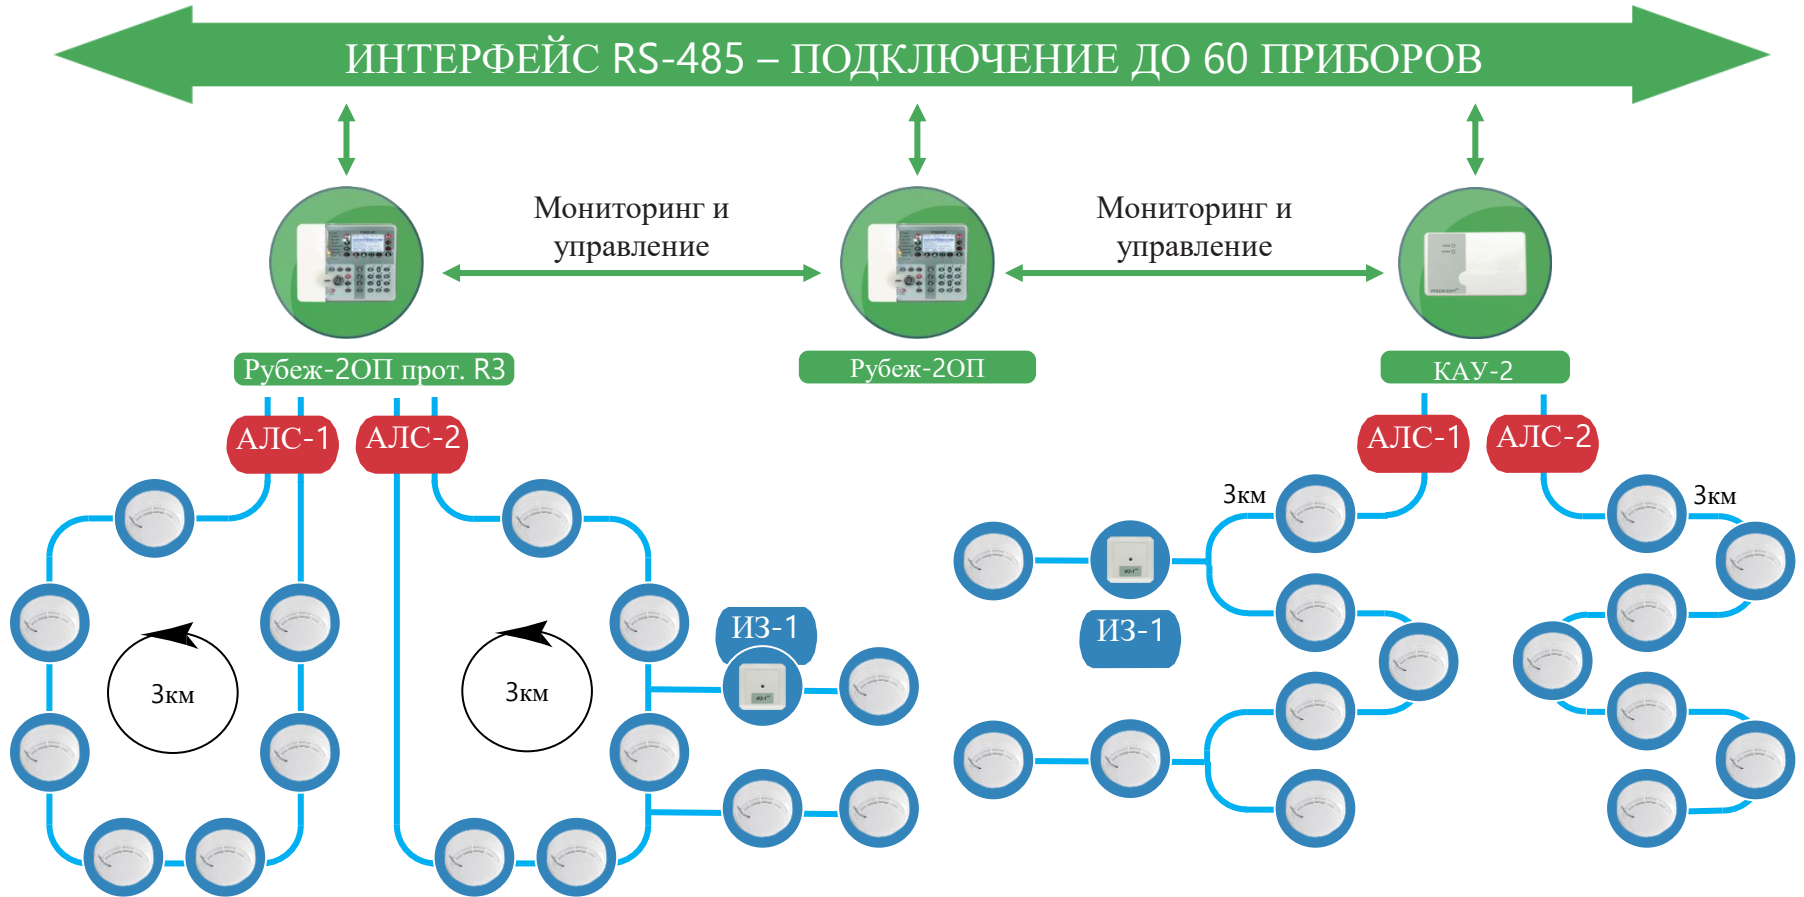 ИНТЕРФЕЙС RS-485 – ПОДКЛЮЧЕНИЕ ДО 60 ПРИБОРОВ
Мониторинг и
управление
Мониторинг и
управление
Рубеж-2ОП прот. R3
Рубеж-2ОП
КАУ-2
АЛС-1
АЛС-2
АЛС-1
АЛС-2
3км
3км
ИЗ-1
ИЗ-1
3км
3км